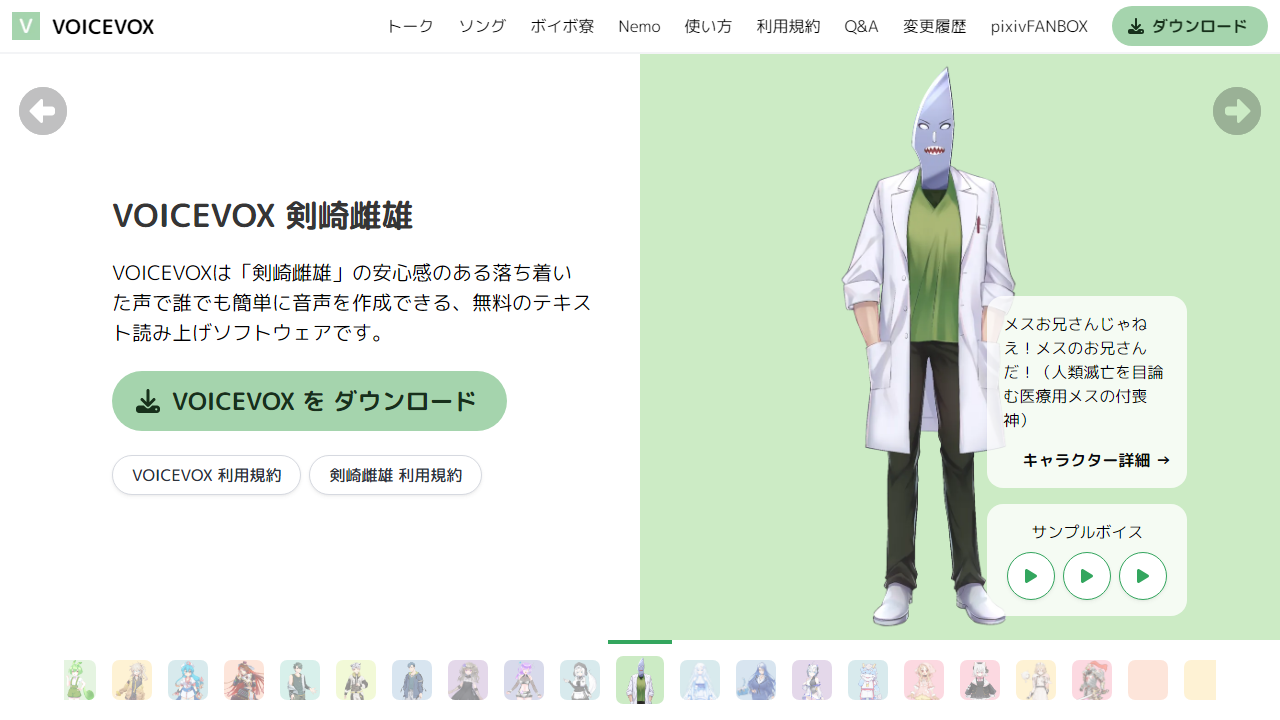 V VOICEVOX
トーク ソング ボイボ寮 Nemo 使い方 利用規約 Q&A 変更履歴 pixivFANBOX ダウンロード
VOICEVOX 剣崎雌雄
VOICEVOXは「剣崎雌雄」の安心感のある落ち着い
た声で誰でも簡単に音声を作成できる、無料のテキス
ト読み上げソフトウェアです。
VOICEVOX を ダウンロード
VOICEVOX 利用規約 剣崎雌雄 利用規約
メスお兄さんじゃね
え！メスのお兄さん
だ！（人類滅亡を目論
む医療用メスの付喪
神）
キャラクター詳細 →
サンプルボイス